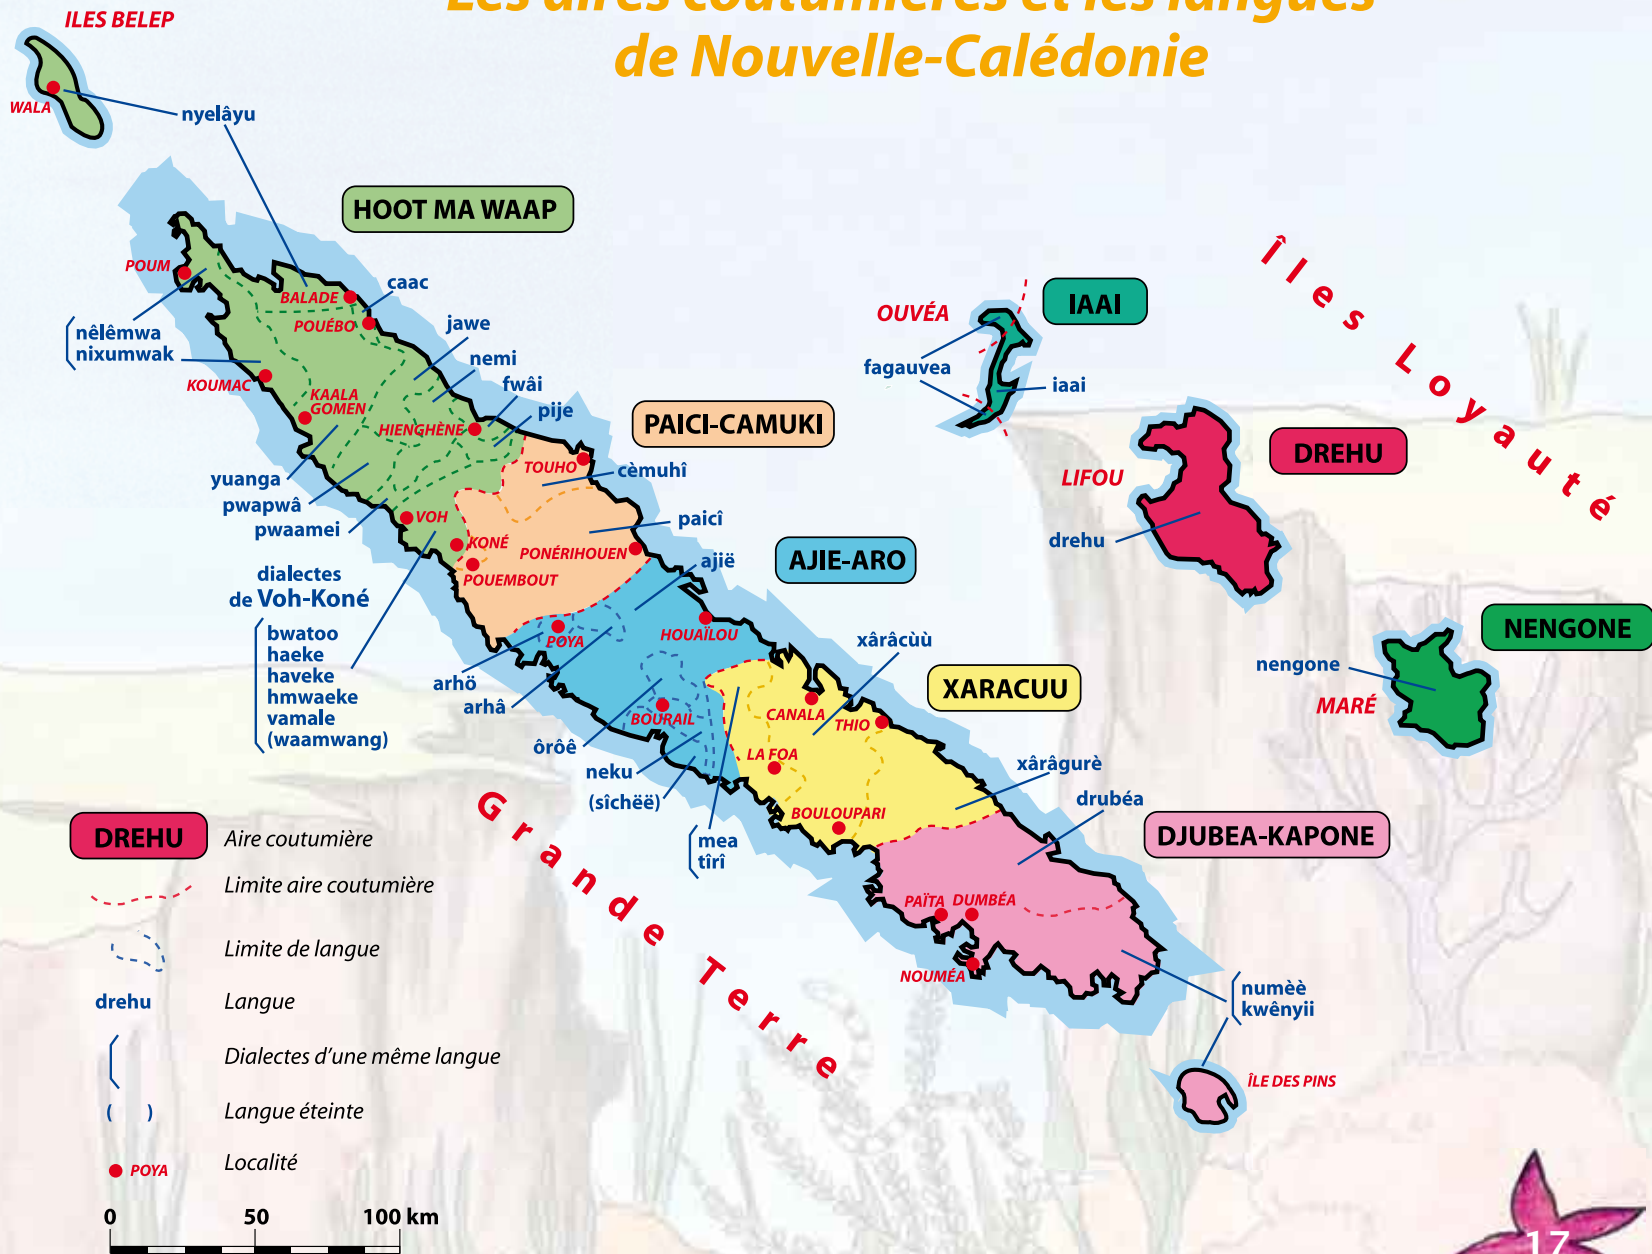 Les aires coutumières et les langues
de Nouvelle-Calédonie
ILES BELEP
WALA
nyelâyu
HOOT MA WAAP
POUM
BALADE
caac
POUÉBO
nêlêmwa
nixumwak
jawe
nemi
KOUMAC
fwâi
KAALA
GOMEN
pije
HIENGHÈNE
PAICI-CAMUKI
TOUHO
cèmuhî
yuanga
pwapwâ
pwaamei
VOH
paicî
KONÉ
PONÉRIHOUEN
POUEMBOUT
ajië
AJIE-ARO
dialectes
de Voh-Koné
bwatoo
haeke
haveke
hmwaeke
vamale
(waamwang)
POYA
HOUAÏLOU
xârâcùù
arhö
arhâ
XARACUU
BOURAIL
CANALA
THIO
ôrôê
LA FOA
neku
(sîchëë)
xârâgurè
drubéa
BOULOUPARI
mea
tîrî
DJUBEA-KAPONE
PAÏTA
DUMBÉA
NOUMÉA
numèè
kwênyii
ÎLE DES PINS
Grande Terre
Îles Loyauté
OUVÉA
IAAI
fagauvea
iaai
DREHU
LIFOU
drehu
NENGONE
nengone
MARÉ
DREHU
Aire coutumière
Limite aire coutumière
Limite de langue
drehu
Langue
Dialectes d'une même langue
( )
Langue éteinte
POYA
Localité
0 50 100 km
17